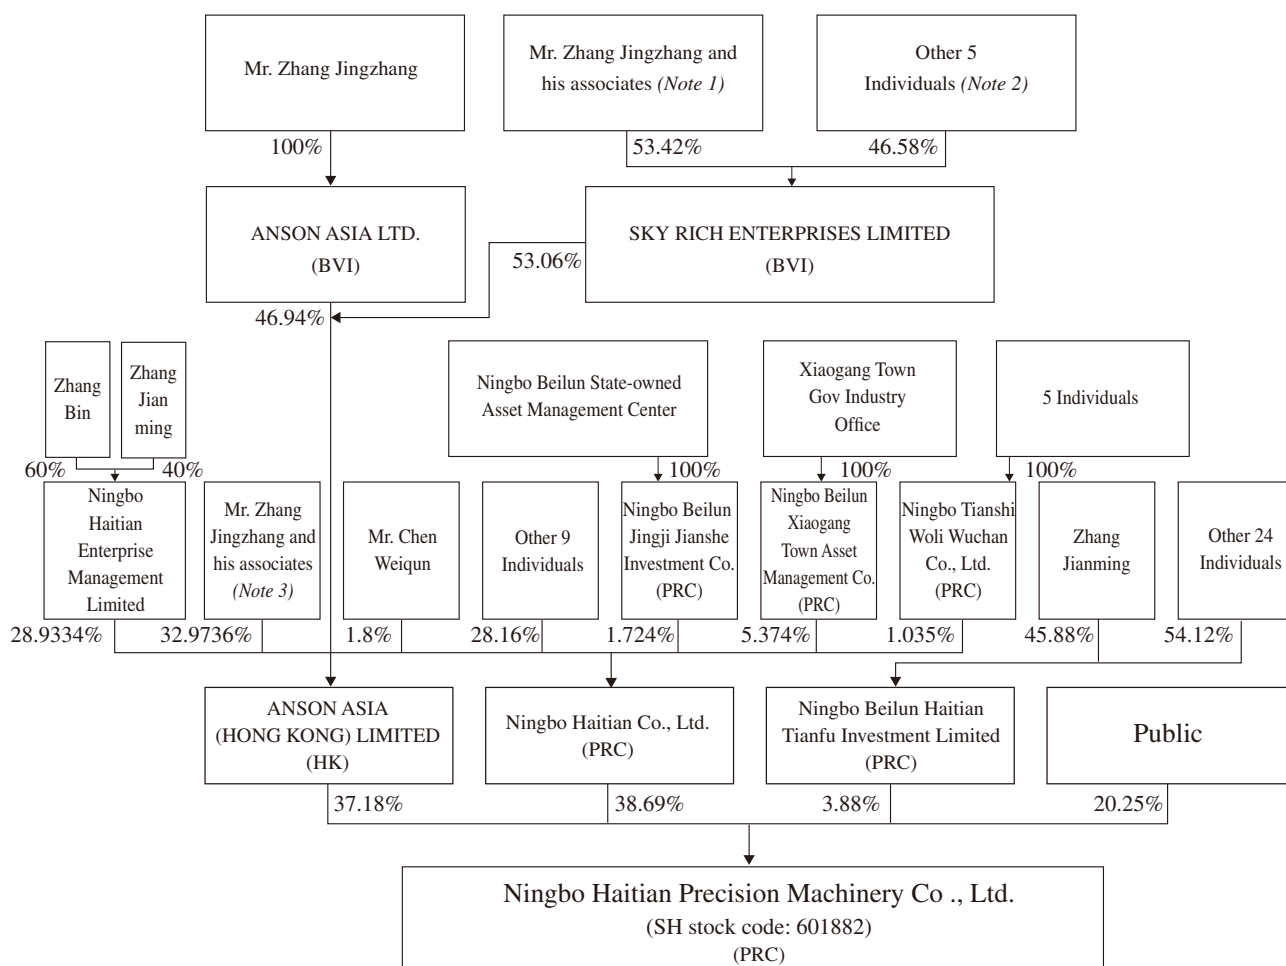 Mr. Zhang Jingzhang
Mr. Zhang Jingzhang and
his associates (Note 1)
Other 5
Individuals (Note 2)
100%
53.42%
46.58%
ANSON ASIA LTD.
(BVI)
SKY RICH ENTERPRISES LIMITED
(BVI)
53.06%
46.94%
Zhang
Bin
Zhang
Jian
ming
Ningbo Beilun State-owned
Asset Management Center
Xiaogang Town
Gov Industry
Office
5 Individuals
60%
40%
100%
100%
100%
Ningbo
Haitian
Enterprise
Management
Limited
Mr. Zhang
Jingzhang and
his associates
(Note 3)
Mr. Chen
Weiqun
Other 9
Individuals
Ningbo Beilun
Jingji Jianshe
Investment Co.
(PRC)
Ningbo Beilun
Xiaogang
Town Asset
Management Co.
(PRC)
Ningbo Tianshi
Woli Wuchan
Co., Ltd.
(PRC)
Zhang
Jianming
Other 24
Individuals
28.9334%
32.9736%
1.8%
28.16%
1.724%
5.374%
1.035%
45.88%
54.12%
ANSON ASIA
(HONG KONG) LIMITED
(HK)
Ningbo Haitian Co., Ltd.
(PRC)
Ningbo Beilun Haitian
Tianfu Investment Limited
(PRC)
Public
37.18%
38.69%
3.88%
20.25%
Ningbo Haitian Precision Machinery Co ., Ltd.
(SH stock code: 601882)
(PRC)